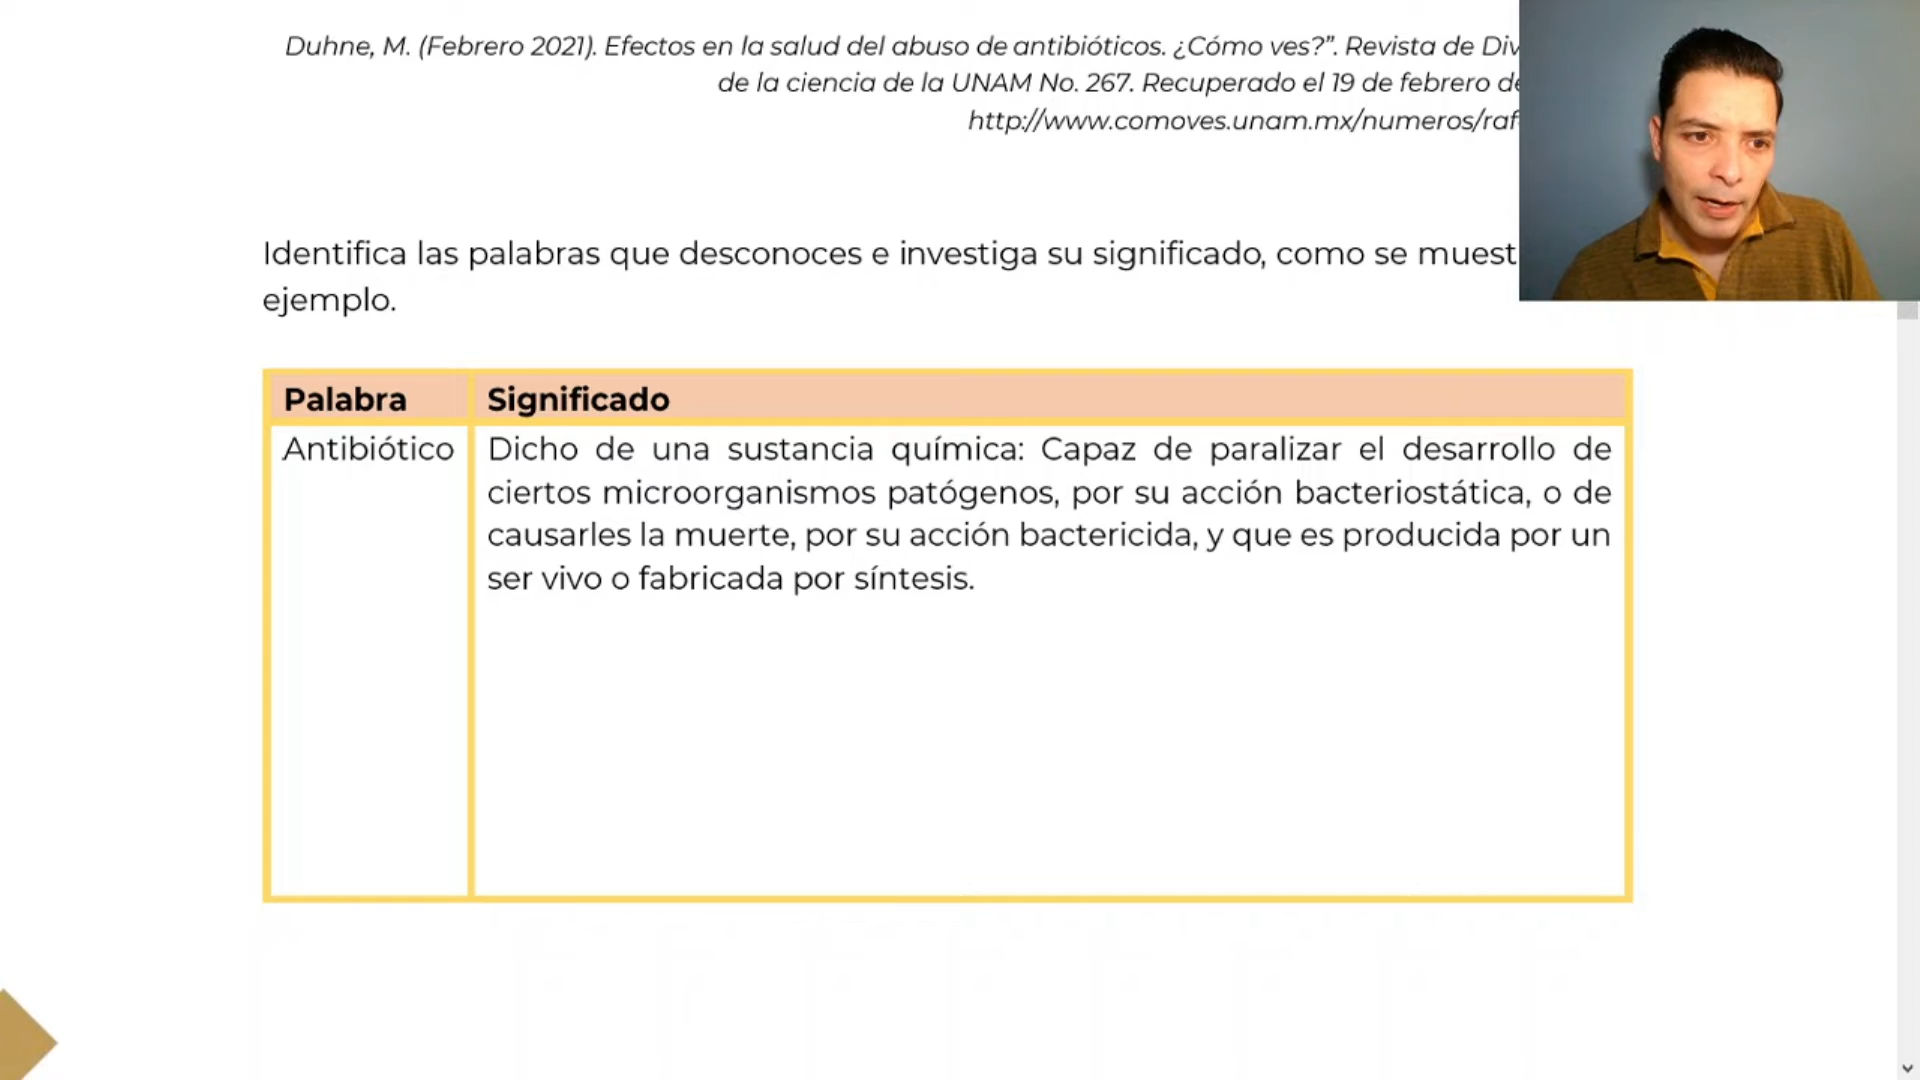 Duhne, M. (Febrero 2021). Efectos en la salud del abuso de antibióticos. ¿Cómo ves?”. Revista de
de la ciencia de la UNAM No. 267. Recuperado el 19 de febrero
http://www.comoves.unam.mx/numeros/
Identifica las palabras que desconoces e investiga su significado, como se
ejemplo.
Palabra Significado
Antibiótico Dicho de una sustancia química: Capaz de paralizar el desarrollo de
ciertos microorganismos patógenos, por su acción bacteriostática, o de
causarles la muerte, por su acción bactericida, y que es producida por un
ser vivo o fabricada por síntesis.